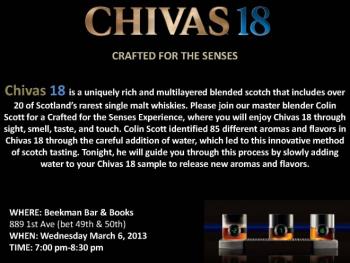 CHIVAS 18
CRAFTED FOR THE SENSES
Chivas 18 is a uniquely rich and multilayered blended scotch that includes over
20 of Scotland's rarest single malt whiskies. Please join our master blender Colin
Scott for a Crafted for the Senses Experience, where you will enjoy Chivas 18 through
sight, smell, taste, and touch. Colin Scott identified 85 different aromas and flavors in
Chivas 18 through the careful addition of water, which led to this innovative method
of scotch tasting. Tonight, he will guide you through this process by slowly adding
water to your Chivas 18 sample to release new aromas and flavors.
WHERE: Beekman Bar & Books
889 1st Ave (bet 49th & 50th)
WHEN: Wednesday March 6, 2013
TIME: 7:00 pm-8:30 pm